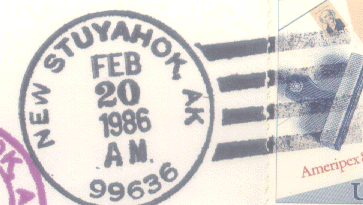 NEW STUYAHOK, AK
FEB
20
1986
A.M.
99636
Ameripex
U
K, A